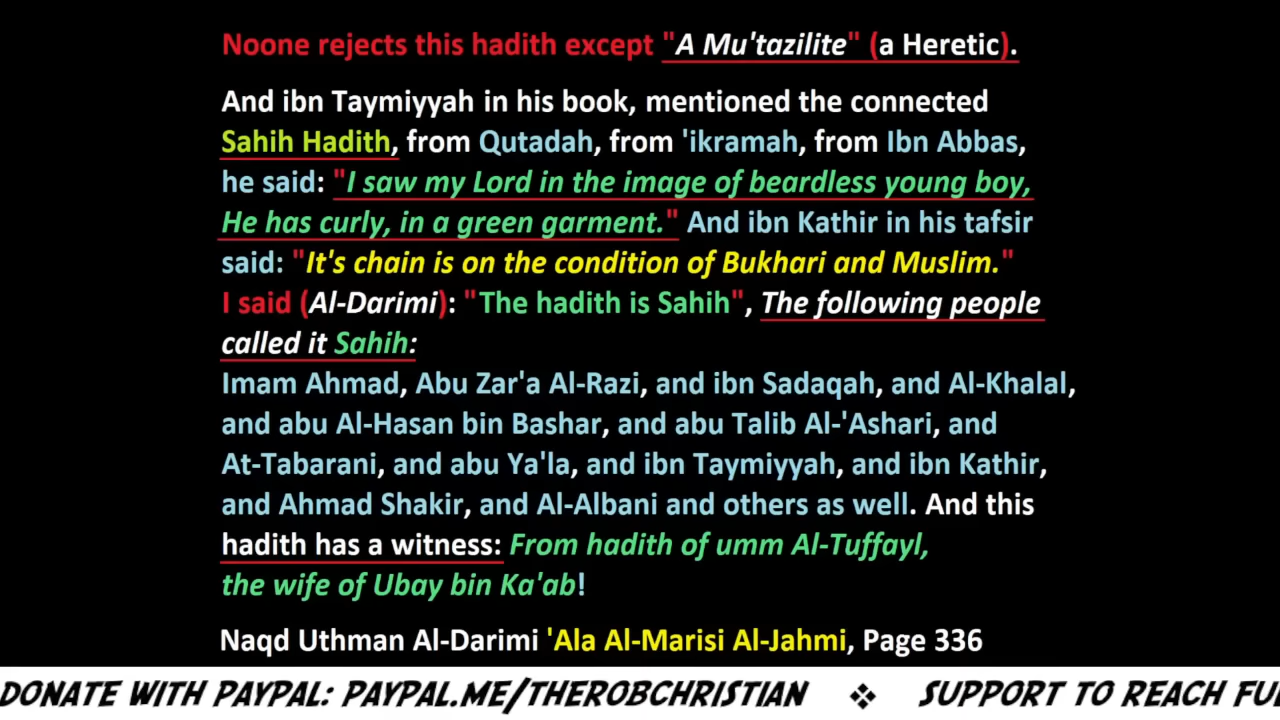 Noone rejects this hadith except "A Mu'tazilite" (a Heretic).
And ibn Taymiyyah in his book, mentioned the connected
Sahih Hadith, from Qutadah, from 'ikramah, from Ibn Abbas,
he said: "I saw my Lord in the image of beardless young boy,
He has curly, in a green garment." And ibn Kathir in his tafsir
said: "It's chain is on the condition of Bukhari and Muslim."
I said (Al-Darimi): "The hadith is Sahih", The following people
called it Sahih:
Imam Ahmad, Abu Zar'a Al-Razi, and ibn Sadaqah, and Al-Khalal,
and abu Al-Hasan bin Bashar, and abu Talib Al-'Ashari, and
At-Tabarani, and abu Ya'la, and ibn Taymiyyah, and ibn Kathir,
and Ahmad Shakir, and Al-Albani and others as well. And this
hadith has a witness: From hadith of umm Al-Tuffayl,
the wife of Ubay bin Ka'ab!
Naqd Uthman Al-Darimi 'Ala Al-Marisi Al-Jahmi, Page 336
DONATE WITH PAYPAL: PAYPAL.ME/THEROBCHRISTIAN ❖ SUPPORT TO REACH